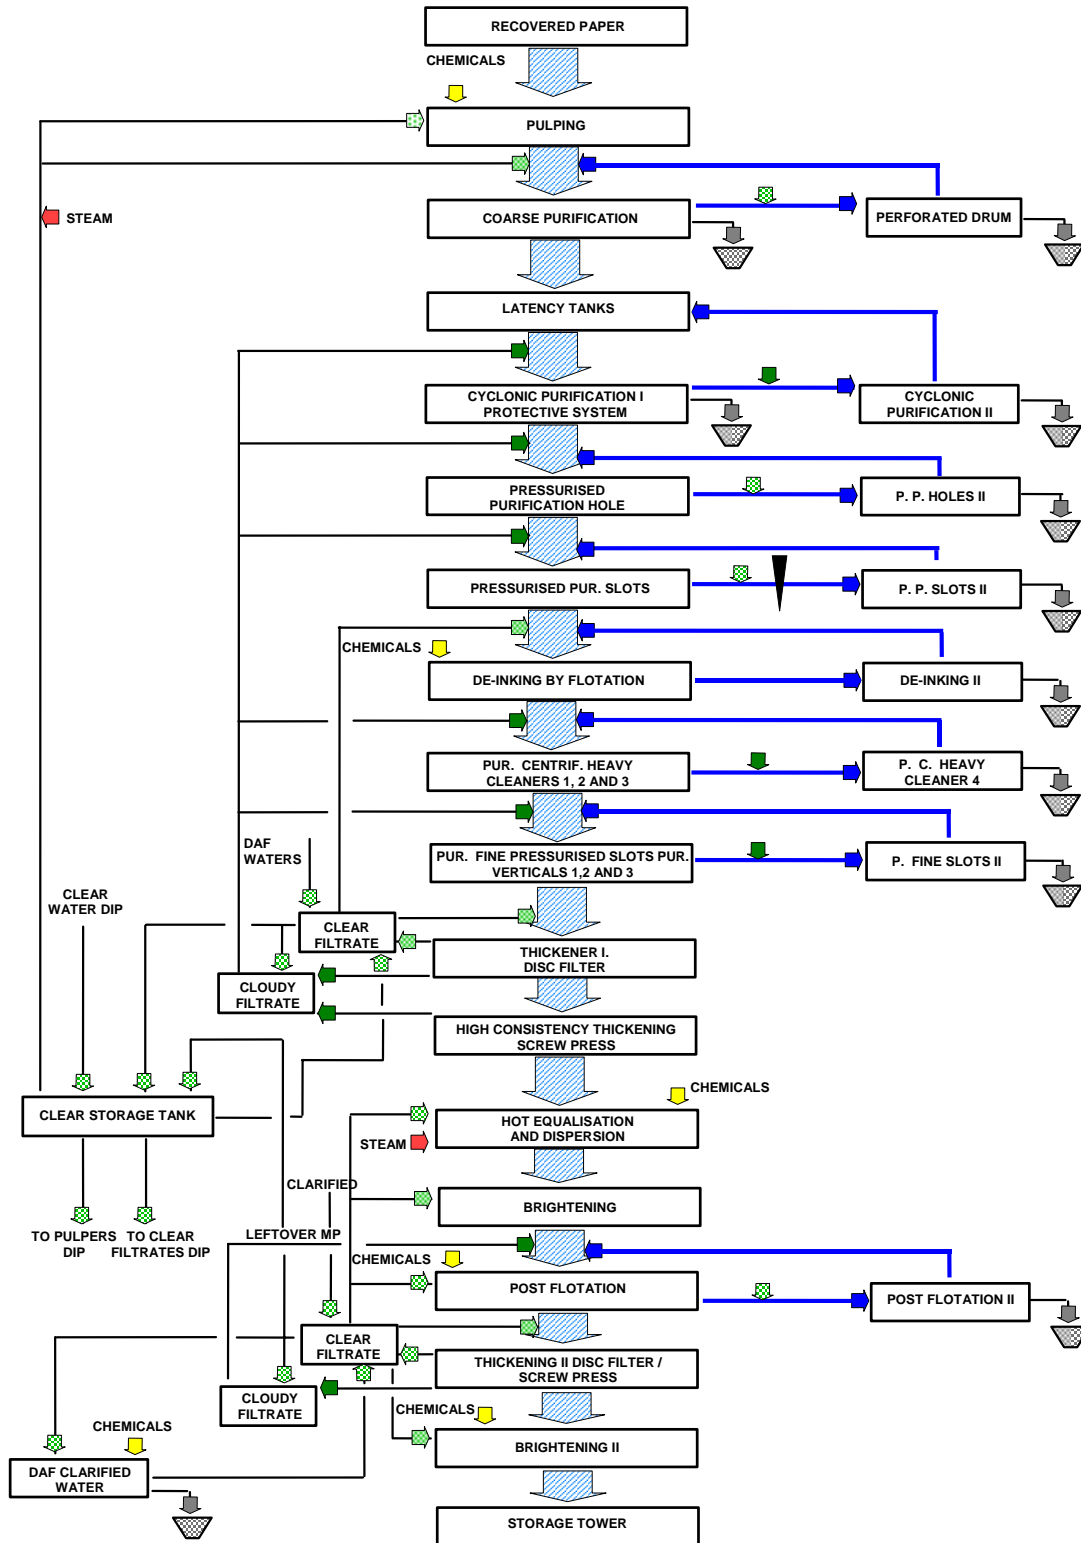 RECOVERED PAPER
CHEMICALS
PULPING
STEAM
COARSE PURIFICATION
PERFORATED DRUM
LATENCY TANKS
CYCLONIC PURIFICATION I
PROTECTIVE SYSTEM
CYCLONIC
PURIFICATION II
PRESSURISED
PURIFICATION HOLE
P. P. HOLES II
PRESSURISED PUR. SLOTS
P. P. SLOTS II
CHEMICALS
DE-INKING BY FLOTATION
DE-INKING II
PUR. CENTRIF. HEAVY
CLEANERS 1, 2 AND 3
P. C. HEAVY
CLEANER 4
DAF
WATERS
PUR. FINE PRESSURISED SLOTS PUR.
VERTICALS 1,2 AND 3
P. FINE SLOTS II
CLEAR
WATER DIP
CLEAR
FILTRATE
THICKENER I.
DISC FILTER
CLOUDY
FILTRATE
HIGH CONSISTENCY THICKENING
SCREW PRESS
CHEMICALS
CLEAR STORAGE TANK
HOT EQUALISATION
AND DISPERSION
STEAM
CLARIFIED
BRIGHTENING
TO PULPERS
DIP
TO CLEAR
FILTRATES DIP
LEFTOVER MP
CHEMICALS
POST FLOTATION
POST FLOTATION II
CLEAR
FILTRATE
THICKENING II DISC FILTER /
SCREW PRESS
CLOUDY
FILTRATE
CHEMICALS
CHEMICALS
BRIGHTENING II
DAF CLARIFIED
WATER
STORAGE TOWER